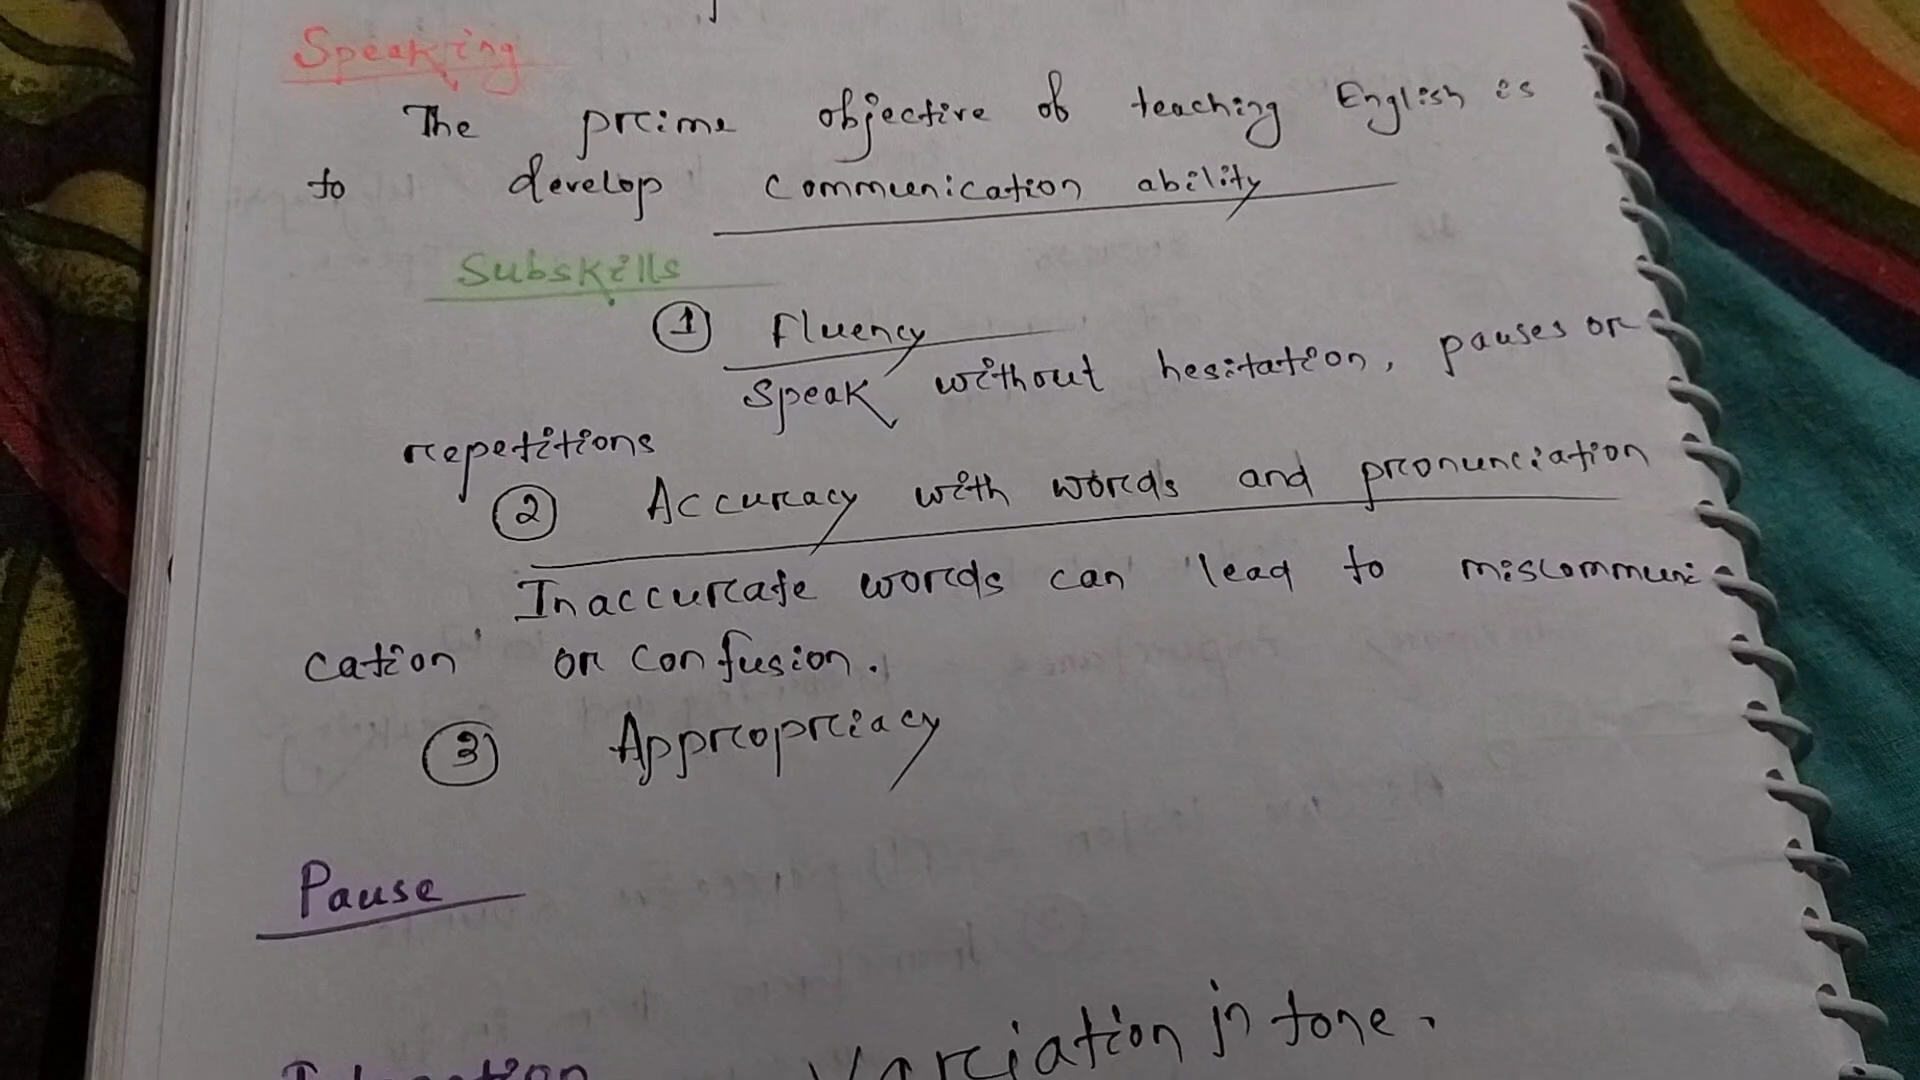 Speaking
The prime objective of teaching English is
to develop communication ability
Subskills
① Fluency
Speak without hesitation, pauses or
repetitions
② Accuracy with words and pronunciation
Inaccurate words can lead to miscommuni
cation or confusion.
③ Appropriacy
Pause
Variation in tone.